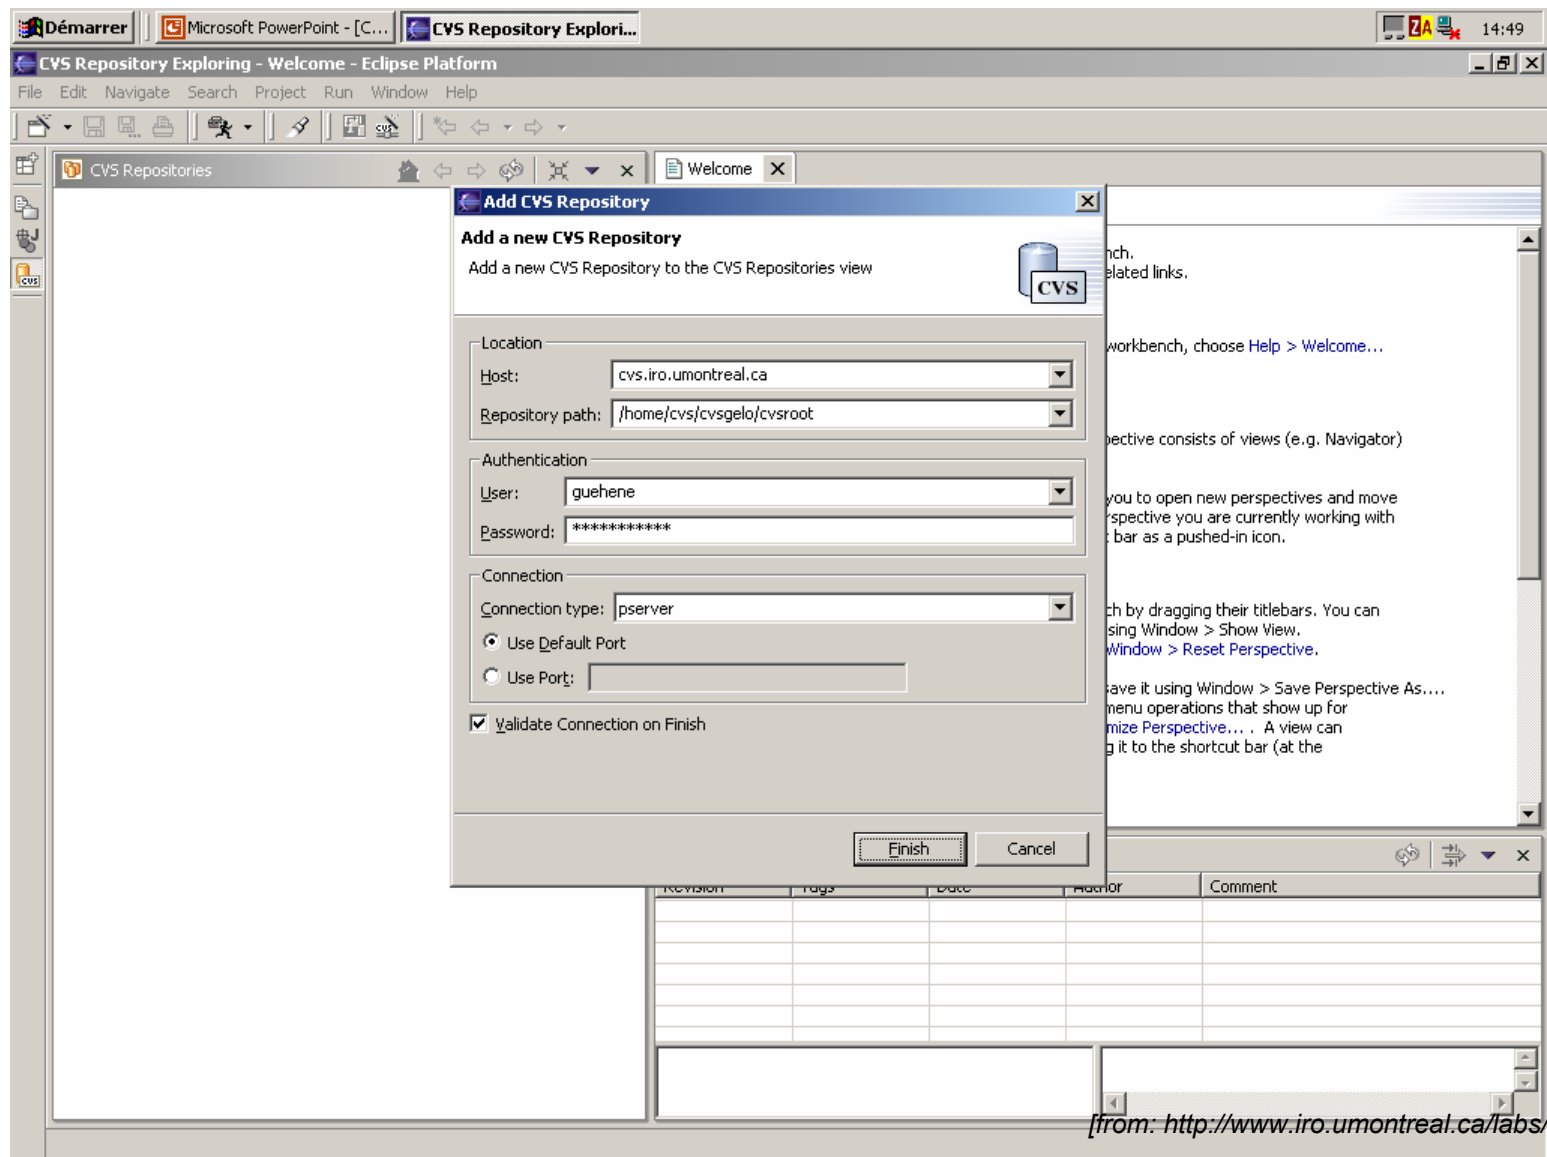 Démarrer Microsoft PowerPoint - [C... CVS Repository Explori... ZA 14:49
CVS Repository Exploring - Welcome - Eclipse Platform
File Edit Navigate Search Project Run Window Help
CVS
CVS Repositories
Welcome
CVS
Add CVS Repository
Add a new CVS Repository
Add a new CVS Repository to the CVS Repositories view
CVS
Location
Host: cvs.iro.umontreal.ca
Repository path: /home/cvs/cvsgelo/cvsroot
Authentication
User: guehene
Password: ***********
Connection
Connection type: pserver
Use Default Port
Use Port:
Validate Connection on Finish
Finish Cancel
nch.
elated links.
workbench, choose Help > Welcome...
pective consists of views (e.g. Navigator)
you to open new perspectives and move
rspective you are currently working with
t bar as a pushed-in icon.
ch by dragging their titlebars. You can
sing Window > Show View.
Window > Reset Perspective.
save it using Window > Save Perspective As....
menu operations that show up for
mize Perspective... . A view can
g it to the shortcut bar (at the
Revision Tags Date Author Comment
[from: http://www.iro.umontreal.ca/labs/